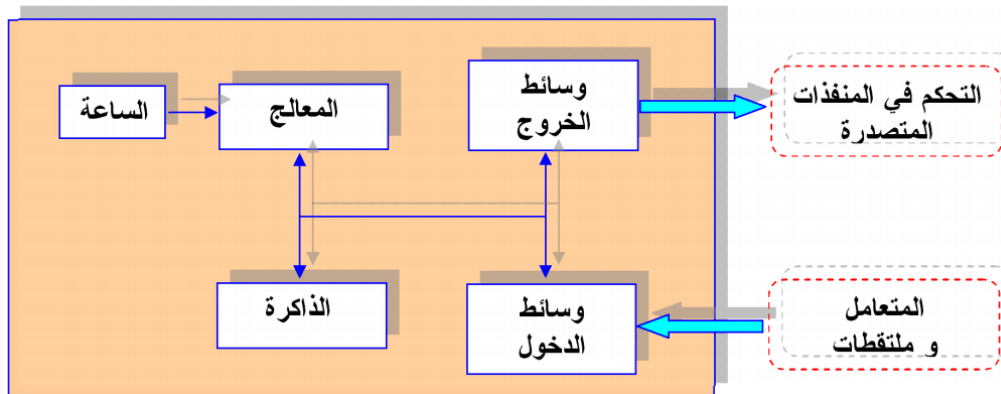 التحكم في المنفذات
المتصدرة
وسائط
الخروج
المعالج
الساعة
المتعامل
و ملتقطات
وسائط
الدخول
الذاكرة